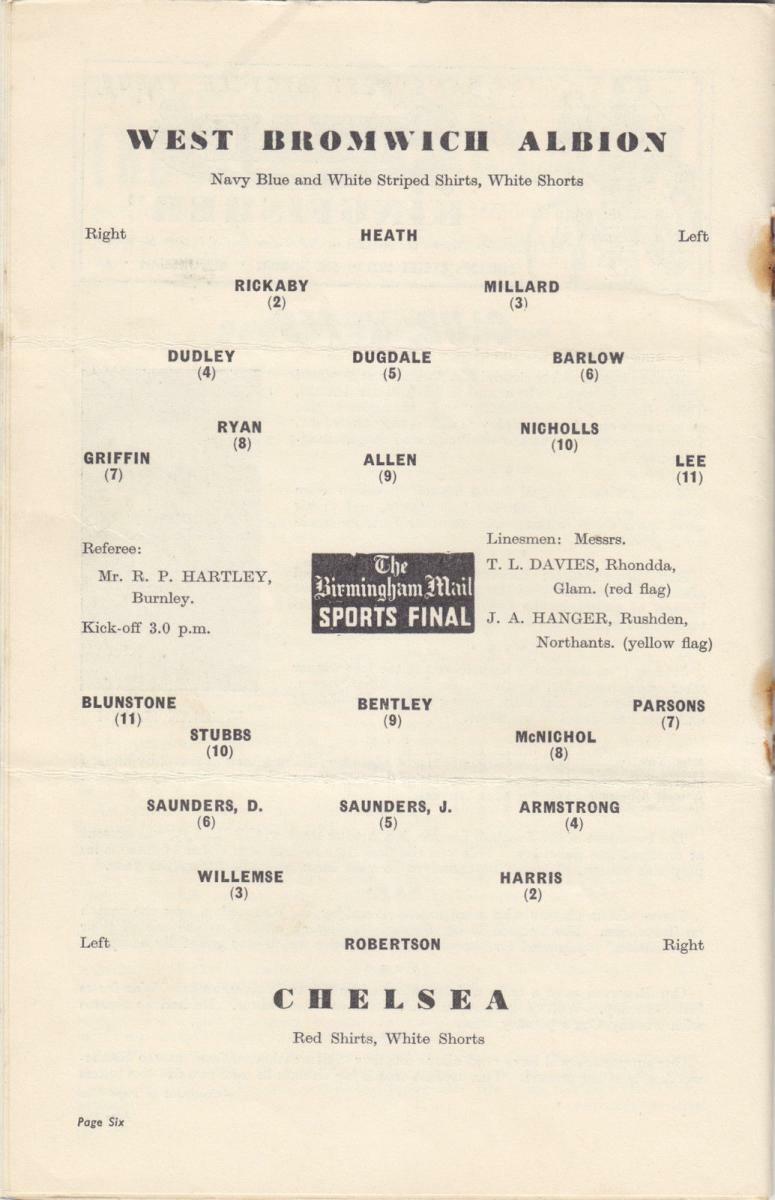 WEST BROMWICH ALBION
Navy Blue and White Striped Shirts, White Shorts
Right HEATH Left
RICKABY MILLARD
(2) (3)
DUDLEY DUGDALE BARLOW
(4) (5) (6)
RYAN NICHOLLS
(8) (10)
GRIFFIN ALLEN LEE
(7) (9) (11)
Referee:
Mr. R. P. HARTLEY,
Burnley.
Kick-off 3.0 p.m.
The
Birmingham Mail
SPORTS FINAL
Linesmen: Messrs.
T. L. DAVIES, Rhondda,
Glam. (red flag)
J. A. HANGER, Rushden,
Northants. (yellow flag)
BLUNSTONE BENTLEY PARSONS
(11) (9) (7)
STUBBS McNICHOL
(10) (8)
SAUNDERS, D. SAUNDERS, J. ARMSTRONG
(6) (5) (4)
WILLEMSE HARRIS
(3) (2)
Left ROBERTSON Right
CHELSEA
Red Shirts, White Shorts
Page Six